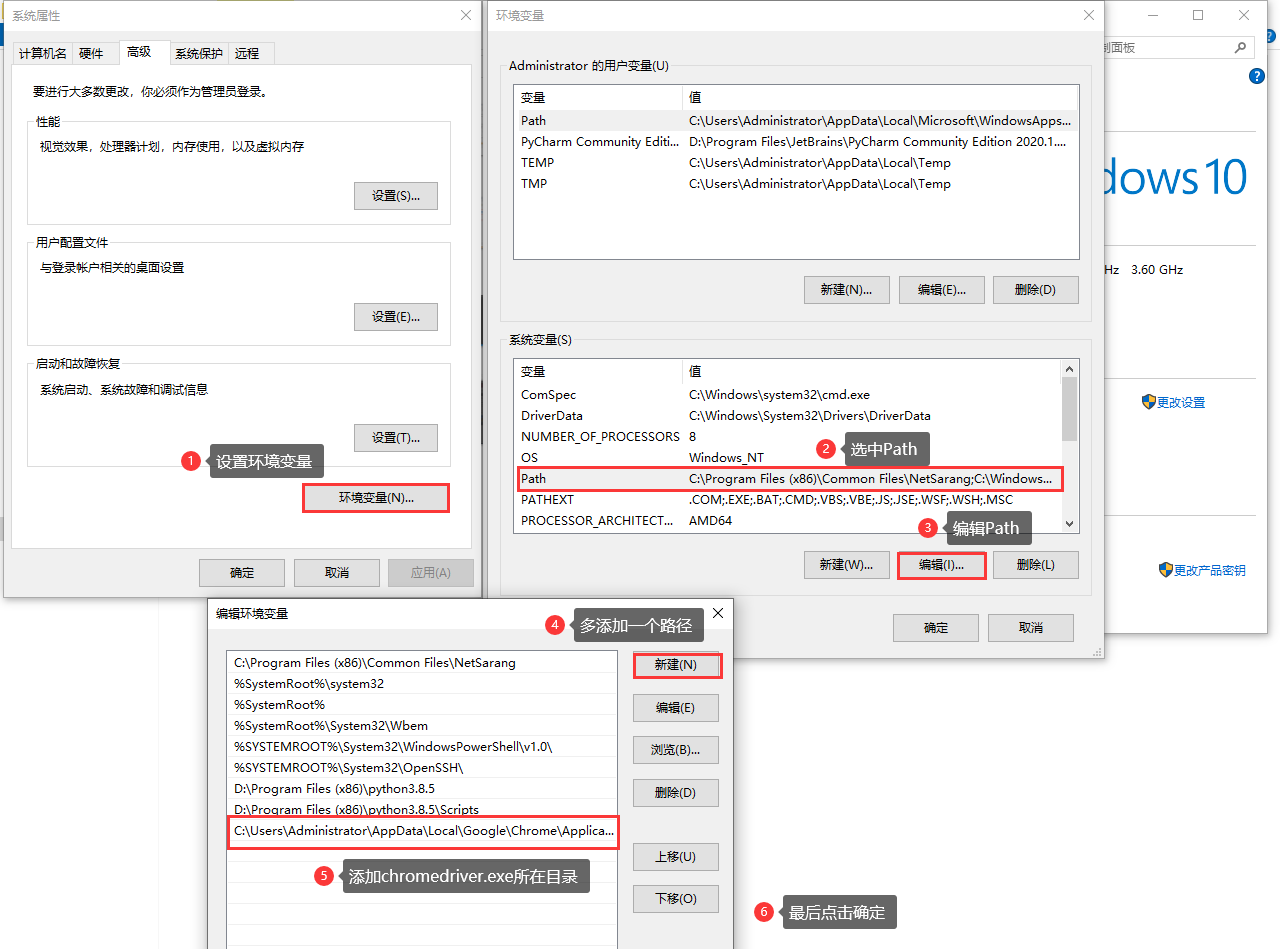 系统属性
计算机名
硬件
高级
系统保护
远程
要进行大多数更改，你必须作为管理员登录。
性能
视觉效果，处理器计划，内存使用，以及虚拟内存
设置(S)...
用户配置文件
与登录帐户相关的桌面设置
设置(E)...
启动和故障恢复
系统启动、系统故障和调试信息
设置(T)...
1 设置环境变量
环境变量(N)...
确定
取消
应用(A)
环境变量
Administrator 的用户变量(U)
变量 值
Path C:\Users\Administrator\AppData\Local\Microsoft\WindowsApps...
PyCharm Community Editi... D:\Program Files\JetBrains\PyCharm Community Edition 2020.1....
TEMP C:\Users\Administrator\AppData\Local\Temp
TMP C:\Users\Administrator\AppData\Local\Temp
新建(N)...
编辑(E)...
删除(D)
系统变量(S)
变量 值
ComSpec C:\Windows\system32\cmd.exe
DriverData C:\Windows\System32\Drivers\DriverData
NUMBER_OF_PROCESSORS 8
OS Windows_NT
2 选中Path
Path C:\Program Files (x86)\Common Files\NetSarang;C:\Windows...
PATHEXT .COM;.EXE;.BAT;.CMD;.VBS;.VBE;.JS;.JSE;.WSF;.WSH;.MSC
PROCESSOR_ARCHITECT... AMD64
3 编辑Path
新建(W)...
编辑(I)...
删除(L)
确定
取消
制面板
dows 10
Hz 3.60 GHz
更改设置
更改产品密钥
编辑环境变量
4 多添加一个路径
C:\Program Files (x86)\Common Files\NetSarang
%SystemRoot%\system32
%SystemRoot%
%SystemRoot%\System32\Wbem
%SYSTEMROOT%\System32\WindowsPowerShell\v1.0\
%SYSTEMROOT%\System32\OpenSSH\
D:\Program Files (x86)\python3.8.5
D:\Program Files (x86)\python3.8.5\Scripts
C:\Users\Administrator\AppData\Local\Google\Chrome\Applica...
新建(N)
编辑(E)
浏览(B)...
删除(D)
上移(U)
下移(O)
5 添加chromedriver.exe所在目录
6 最后点击确定